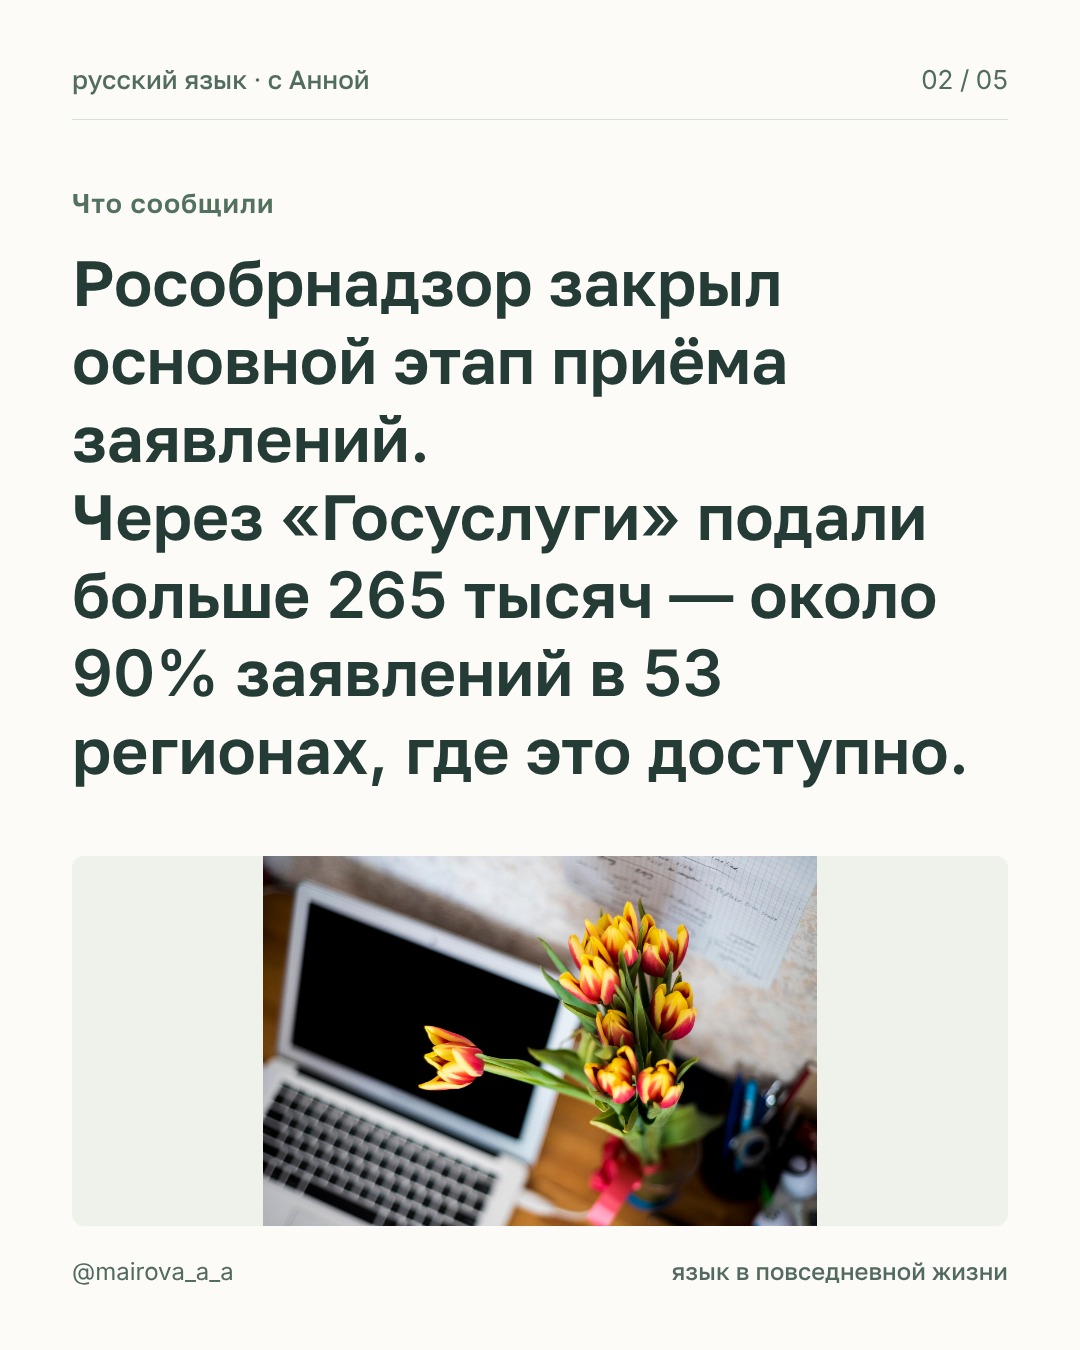 русский язык · с Анной
02 / 05
Что сообщили
Рособрнадзор закрыл
основной этап приёма
заявлений.
Через «Госуслуги» подали
больше 265 тысяч — около
90% заявлений в 53
регионах, где это доступно.
@mairova_a_a
язык в повседневной жизни